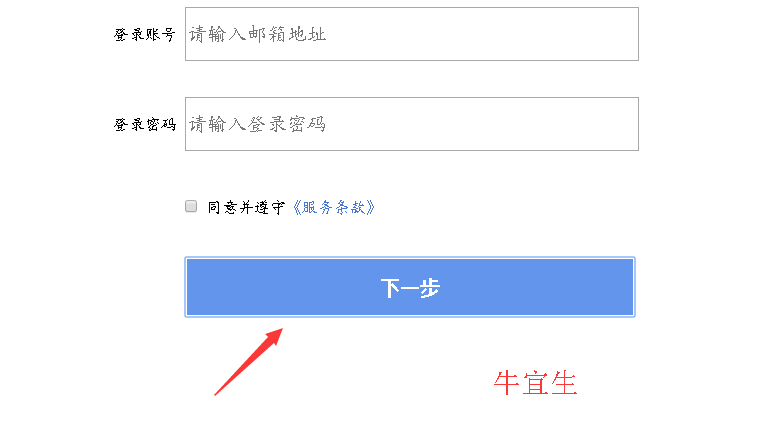 登录账号 请输入邮箱地址
登录密码 请输入登录密码
同意并遵守《服务条款》
下一步
牛宜生